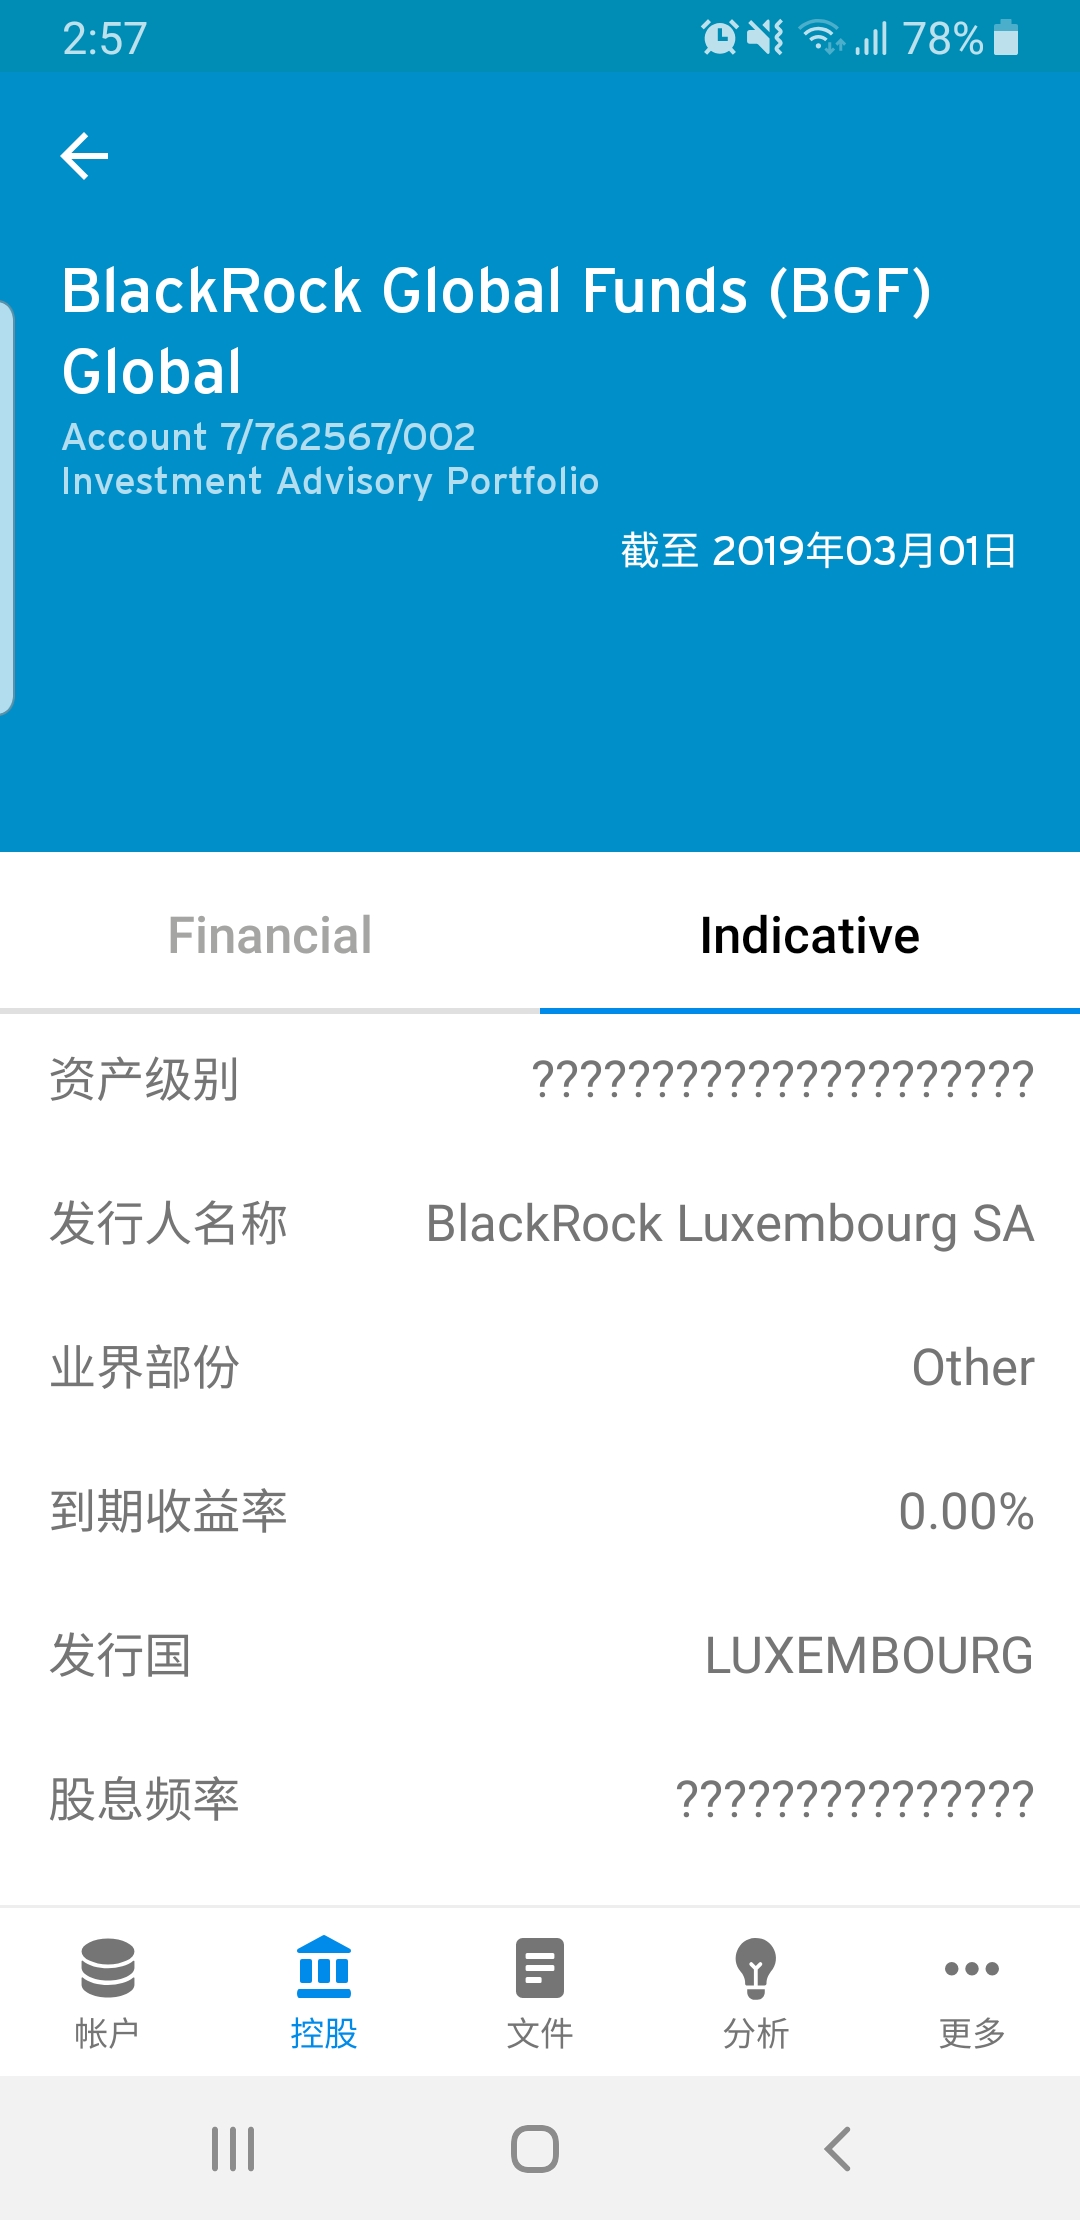 2:57
78%
BlackRock Global Funds (BGF)
Global
Account 7/762567/002
Investment Advisory Portfolio
截至 2019年03月01日
Financial
Indicative
资产级别 ?????????????????????
发行人名称 BlackRock Luxembourg SA
业界部份 Other
到期收益率 0.00%
发行国 LUXEMBOURG
股息频率 ???????????????
帐户
控股
文件
分析
更多